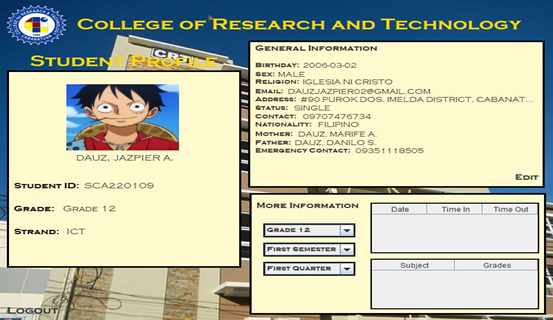 College of Research and Technology
Student Profile
DAUZ, JAZPIER A.
Student ID: SCA220109
Grade: Grade 12
Strand: ICT
Logout
General Information
Birthday: 2006-03-02
Sex: MALE
Religion: IGLESIA NI CRISTO
Email: DAUZJAZPIER02@GMAIL.COM
Address: #90 PUROK DOS, IMELDA DISTRICT, CABANAT...
Status: SINGLE
Contact: 09707476734
Nationality: FILIPINO
Mother: DAUZ, MARIFE A.
Father: DAUZ, DANILO S.
Emergency Contact: 09351118505
Edit
More Information
Grade 12
First Semester
First Quarter
Date Time In Time Out
Subject Grades